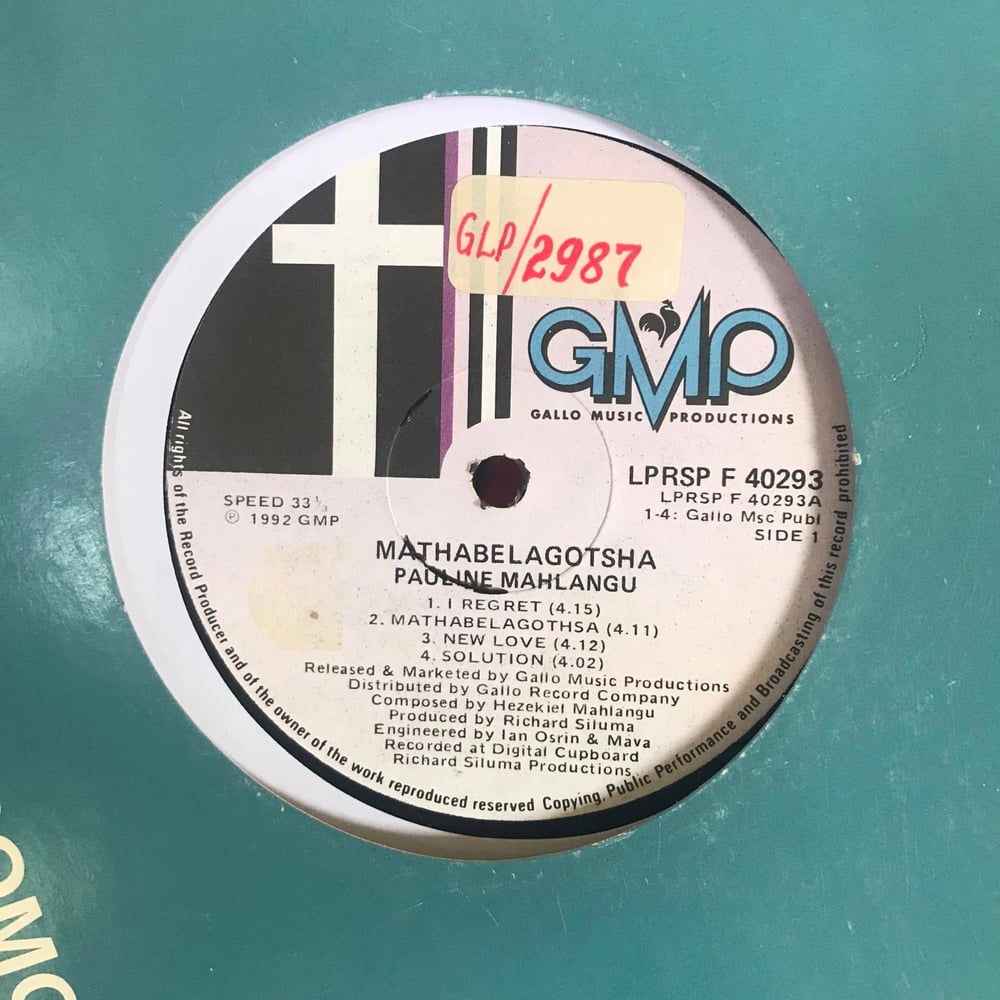 GLP/2987
GMP
GALLO MUSIC PRODUCTIONS
LPRSP F 40293
LPRSP F 40293A
1-4: Gallo Msc Publ
SIDE 1
SPEED 33 1/3
℗ 1992 GMP
MATHABELAGOTSHA
PAULINE MAHLANGU
1. I REGRET (4.15)
2. MATHABELAGOTHSA (4.11)
3. NEW LOVE (4.12)
4. SOLUTION (4.02)
Released & Marketed by Gallo Music Productions
Distributed by Gallo Record Company
Composed by Hezekiel Mahlangu
Produced by Richard Siluma
Engineered by Ian Osrin & Mava
Recorded at Digital Cupboard
Richard Siluma Productions
All rights of the Record Producer and of the owner of the work reproduced reserved Copying, Public Performance and Broadcasting of this record prohibited